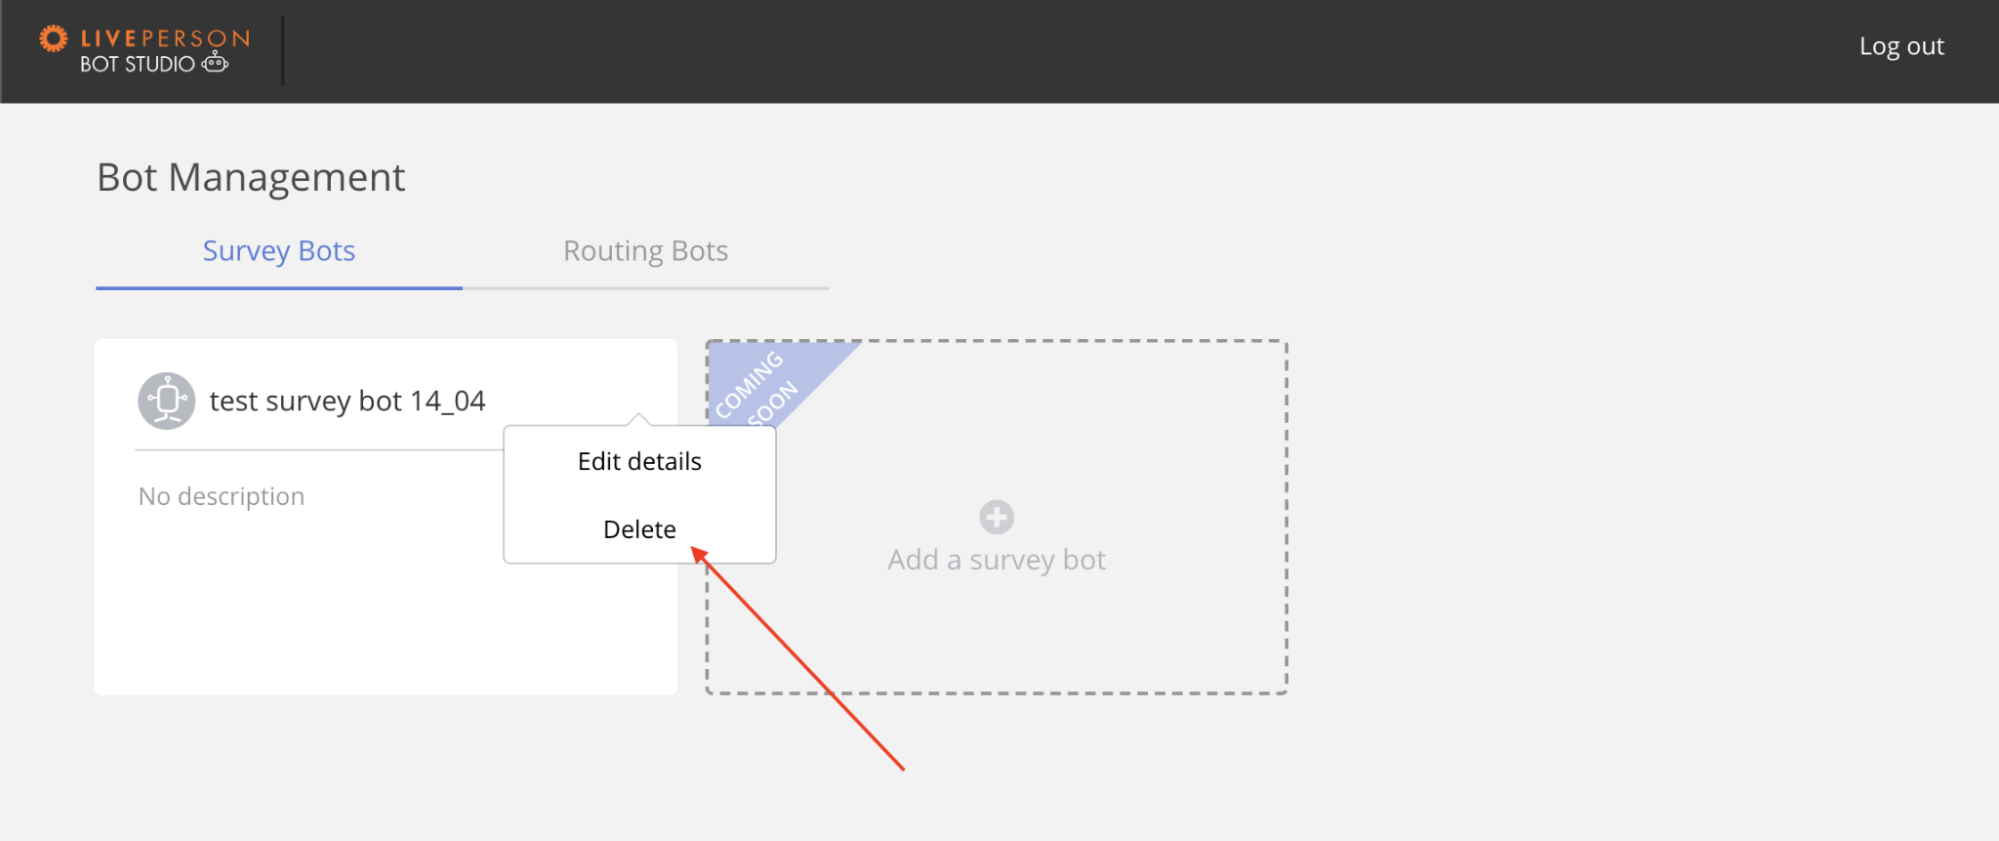 LIVEPERSON
BOT STUDIO
Log out
Bot Management
Survey Bots
Routing Bots
test survey bot 14_04
No description
Edit details
Delete
COMING
SOON
Add a survey bot